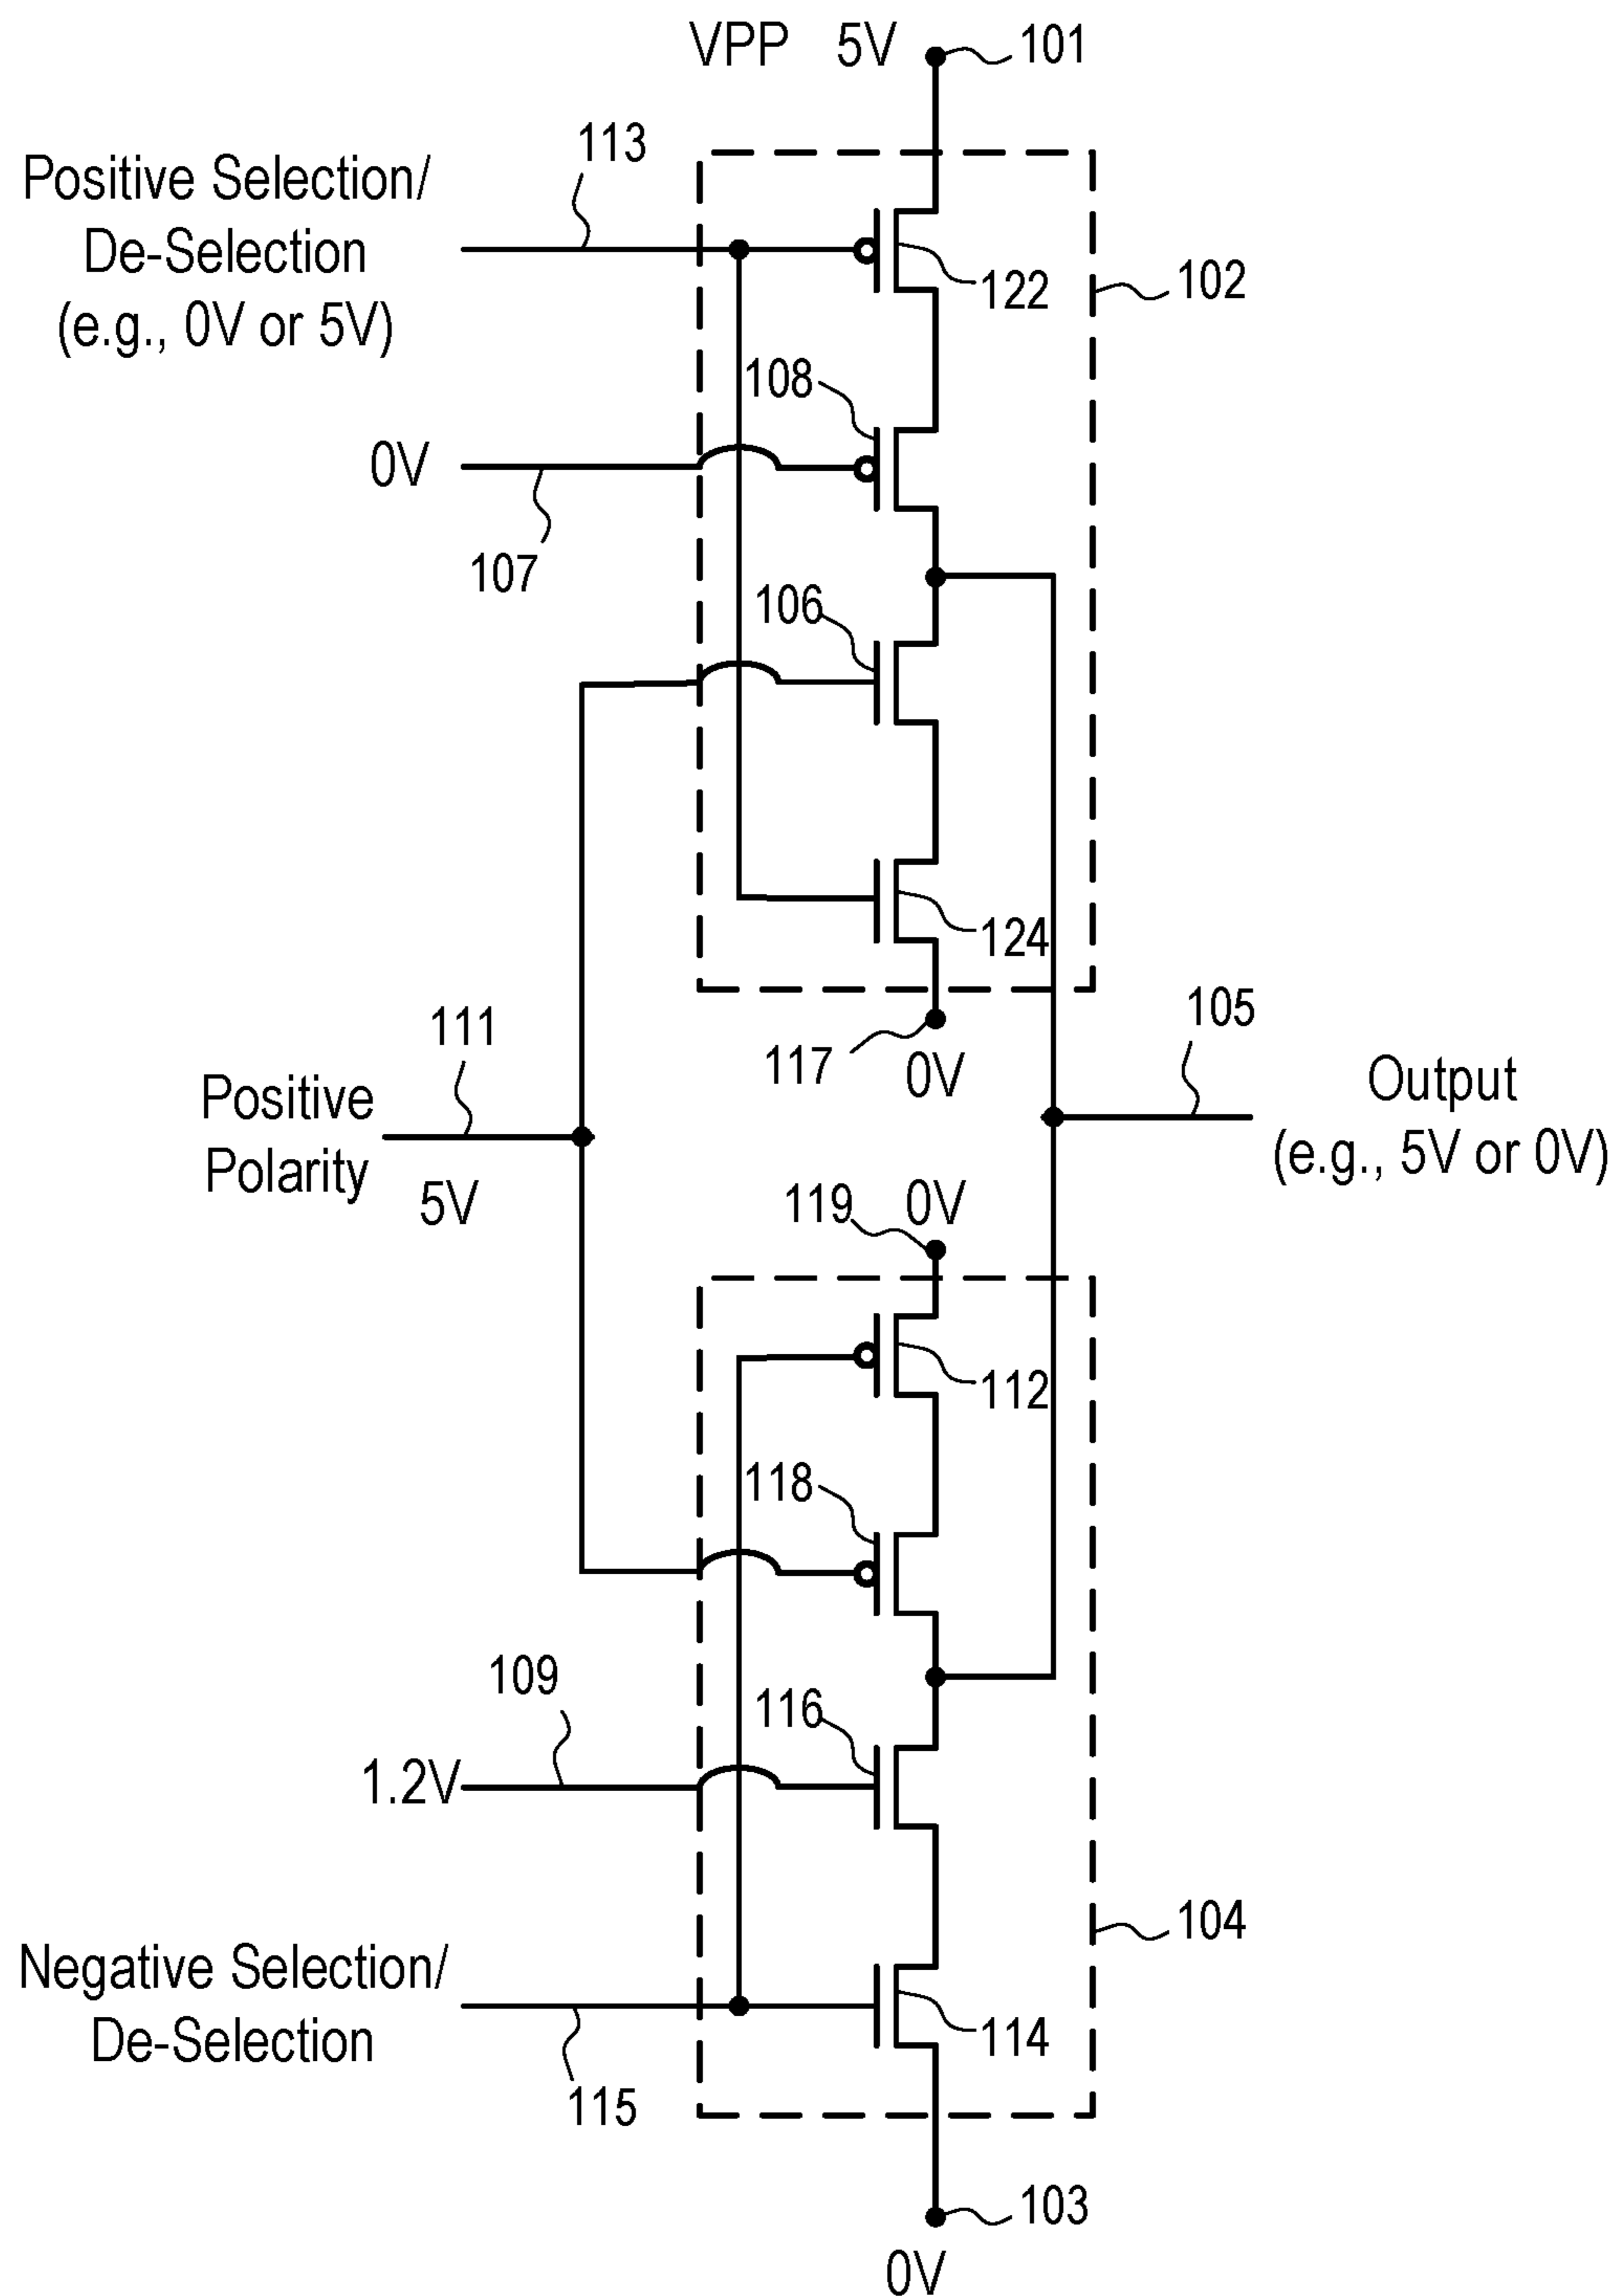 VPP 5V
101
113
Positive Selection/
De-Selection
(e.g., 0V or 5V)
122
102
108
0V
107
106
124
111
105
117
0V
Positive
Polarity
5V
Output
(e.g., 5V or 0V)
119
0V
112
118
109
116
1.2V
104
Negative Selection/
De-Selection
114
115
103
0V